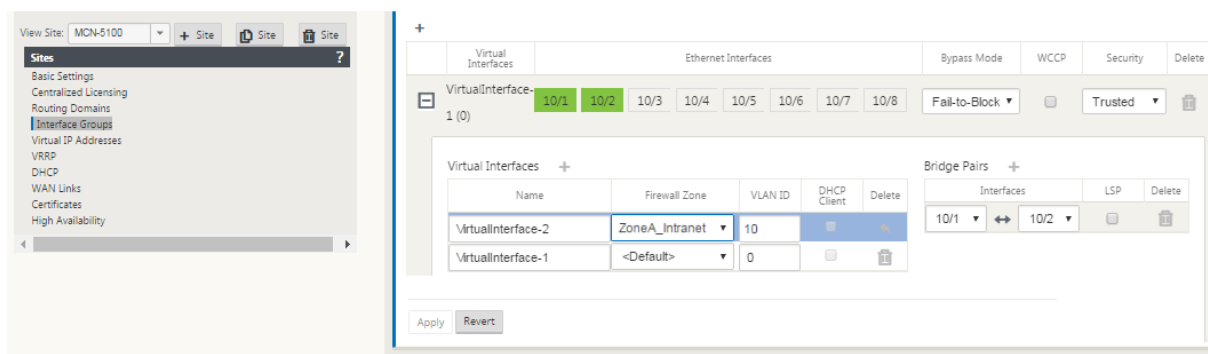 View Site: MCN-5100 + Site Site Site
Sites ?
Basic Settings
Centralized Licensing
Routing Domains
Interface Groups
Virtual IP Addresses
VRRP
DHCP
WAN Links
Certificates
High Availability
+
Virtual Interfaces Ethernet Interfaces Bypass Mode WCCP Security Delete
VirtualInterface-1 (0) 10/1 10/2 10/3 10/4 10/5 10/6 10/7 10/8 Fail-to-Block Trusted
Virtual Interfaces +
Name Firewall Zone VLAN ID DHCP Client Delete
VirtualInterface-2 ZoneA_Intranet 10
VirtualInterface-1 <Default> 0
Bridge Pairs +
Interfaces LSP Delete
10/1 ↔ 10/2
Apply Revert